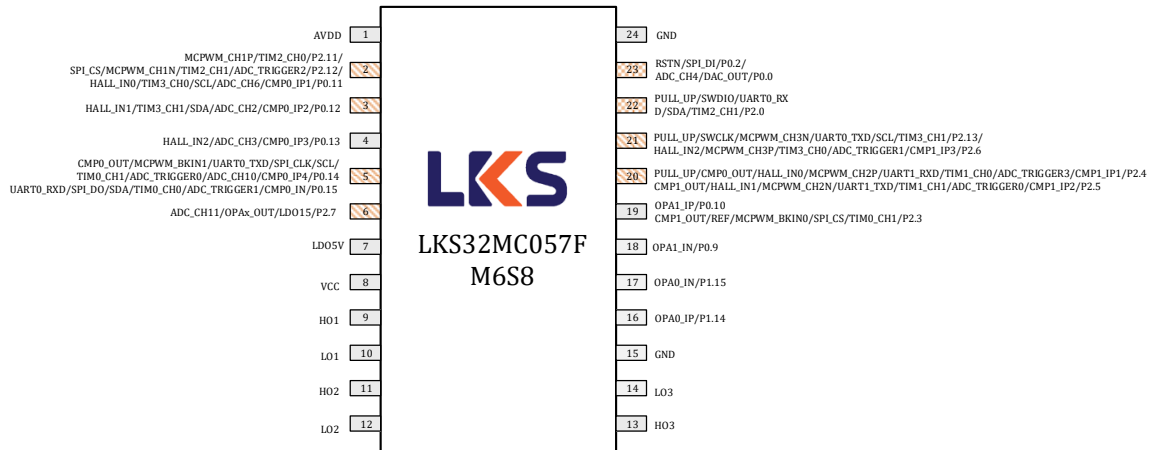 AVDD 1
MCPWM_CH1P/TIM2_CH0/P2.11/
SPI_CS/MCPWM_CH1N/TIM2_CH1/ADC_TRIGGER2/P2.12/ 2
HALL_IN0/TIM3_CH0/SCL/ADC_CH6/CMP0_IP1/P0.11
HALL_IN1/TIM3_CH1/SDA/ADC_CH2/CMP0_IP2/P0.12 3
HALL_IN2/ADC_CH3/CMP0_IP3/P0.13 4
CMP0_OUT/MCPWM_BKIN1/UART0_TXD/SPI_CLK/SCL/
TIM0_CH1/ADC_TRIGGER0/ADC_CH10/CMP0_IP4/P0.14 5
UART0_RXD/SPI_DO/SDA/TIM0_CH0/ADC_TRIGGER1/CMP0_IN/P0.15
ADC_CH11/OPAx_OUT/LDO15/P2.7 6
LDO5V 7
VCC 8
HO1 9
LO1 10
HO2 11
LO2 12
LKS
LKS32MC057F
M6S8
24 GND
RSTN/SPI_DI/P0.2/
23
ADC_CH4/DAC_OUT/P0.0
PULL_UP/SWDIO/UART0_RX
22
D/SDA/TIM2_CH1/P2.0
21 PULL_UP/SWCLK/MCPWM_CH3N/UART0_TXD/SCL/TIM3_CH1/P2.13/
HALL_IN2/MCPWM_CH3P/TIM3_CH0/ADC_TRIGGER1/CMP1_IP3/P2.6
20 PULL_UP/CMP0_OUT/HALL_IN0/MCPWM_CH2P/UART1_RXD/TIM1_CH0/ADC_TRIGGER3/CMP1_IP1/P2.4
CMP1_OUT/HALL_IN1/MCPWM_CH2N/UART1_TXD/TIM1_CH1/ADC_TRIGGER0/CMP1_IP2/P2.5
19 OPA1_IP/P0.10
CMP1_OUT/REF/MCPWM_BKIN0/SPI_CS/TIM0_CH1/P2.3
18 OPA1_IN/P0.9
17 OPA0_IN/P1.15
16 OPA0_IP/P1.14
15 GND
14 LO3
13 HO3